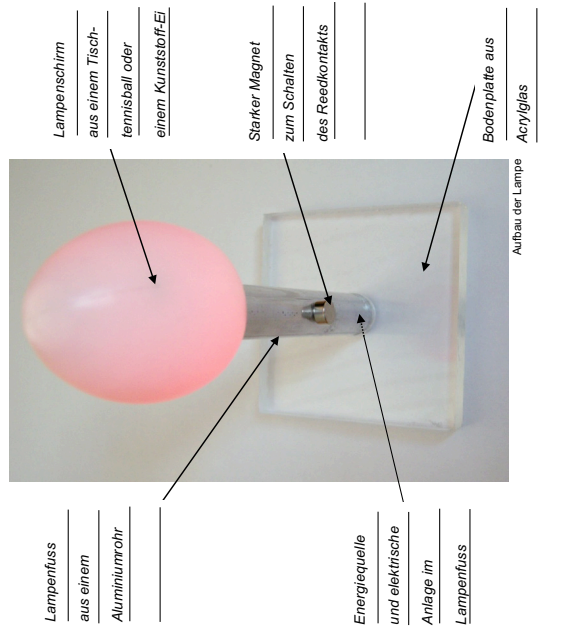 Lampenfuss
aus einem
Aluminiumrohr
Energiequelle
und elektrische
Anlage im
Lampenfuss
Lampenschirm
aus einem Tisch-
tennisball oder
einem Kunststoff-Ei
Starker Magnet
zum Schalten
des Reedkontakts
Bodenplatte aus
Acrylglas
Aufbau der Lampe